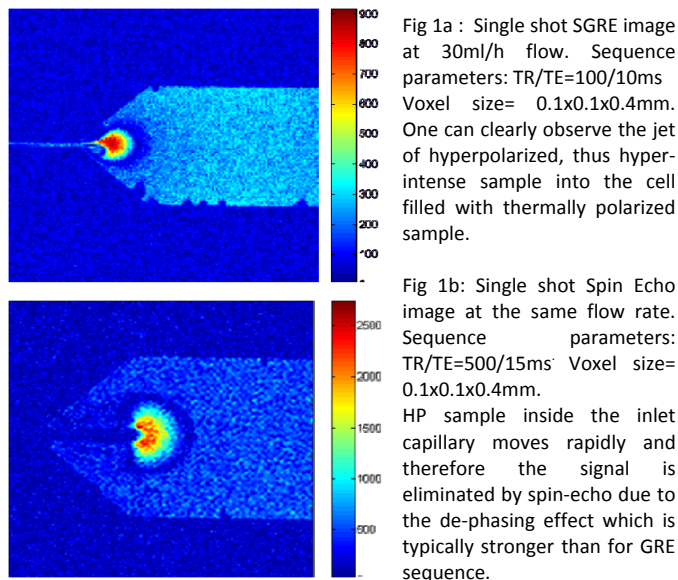 900
800
700
600
500
400
300
200
100
Fig 1a : Single shot SGRE image
at 30ml/h flow. Sequence
parameters: TR/TE=100/10ms
Voxel size= 0.1x0.1x0.4mm.
One can clearly observe the jet
of hyperpolarized, thus hyper-
intense sample into the cell
filled with thermally polarized
sample.
2500
2000
1500
1000
500
Fig 1b: Single shot Spin Echo
image at the same flow rate.
Sequence parameters:
TR/TE=500/15ms Voxel size=
0.1x0.1x0.4mm.
HP sample inside the inlet
capillary moves rapidly and
therefore the signal is
eliminated by spin-echo due to
the de-phasing effect which is
typically stronger than for GRE
sequence.